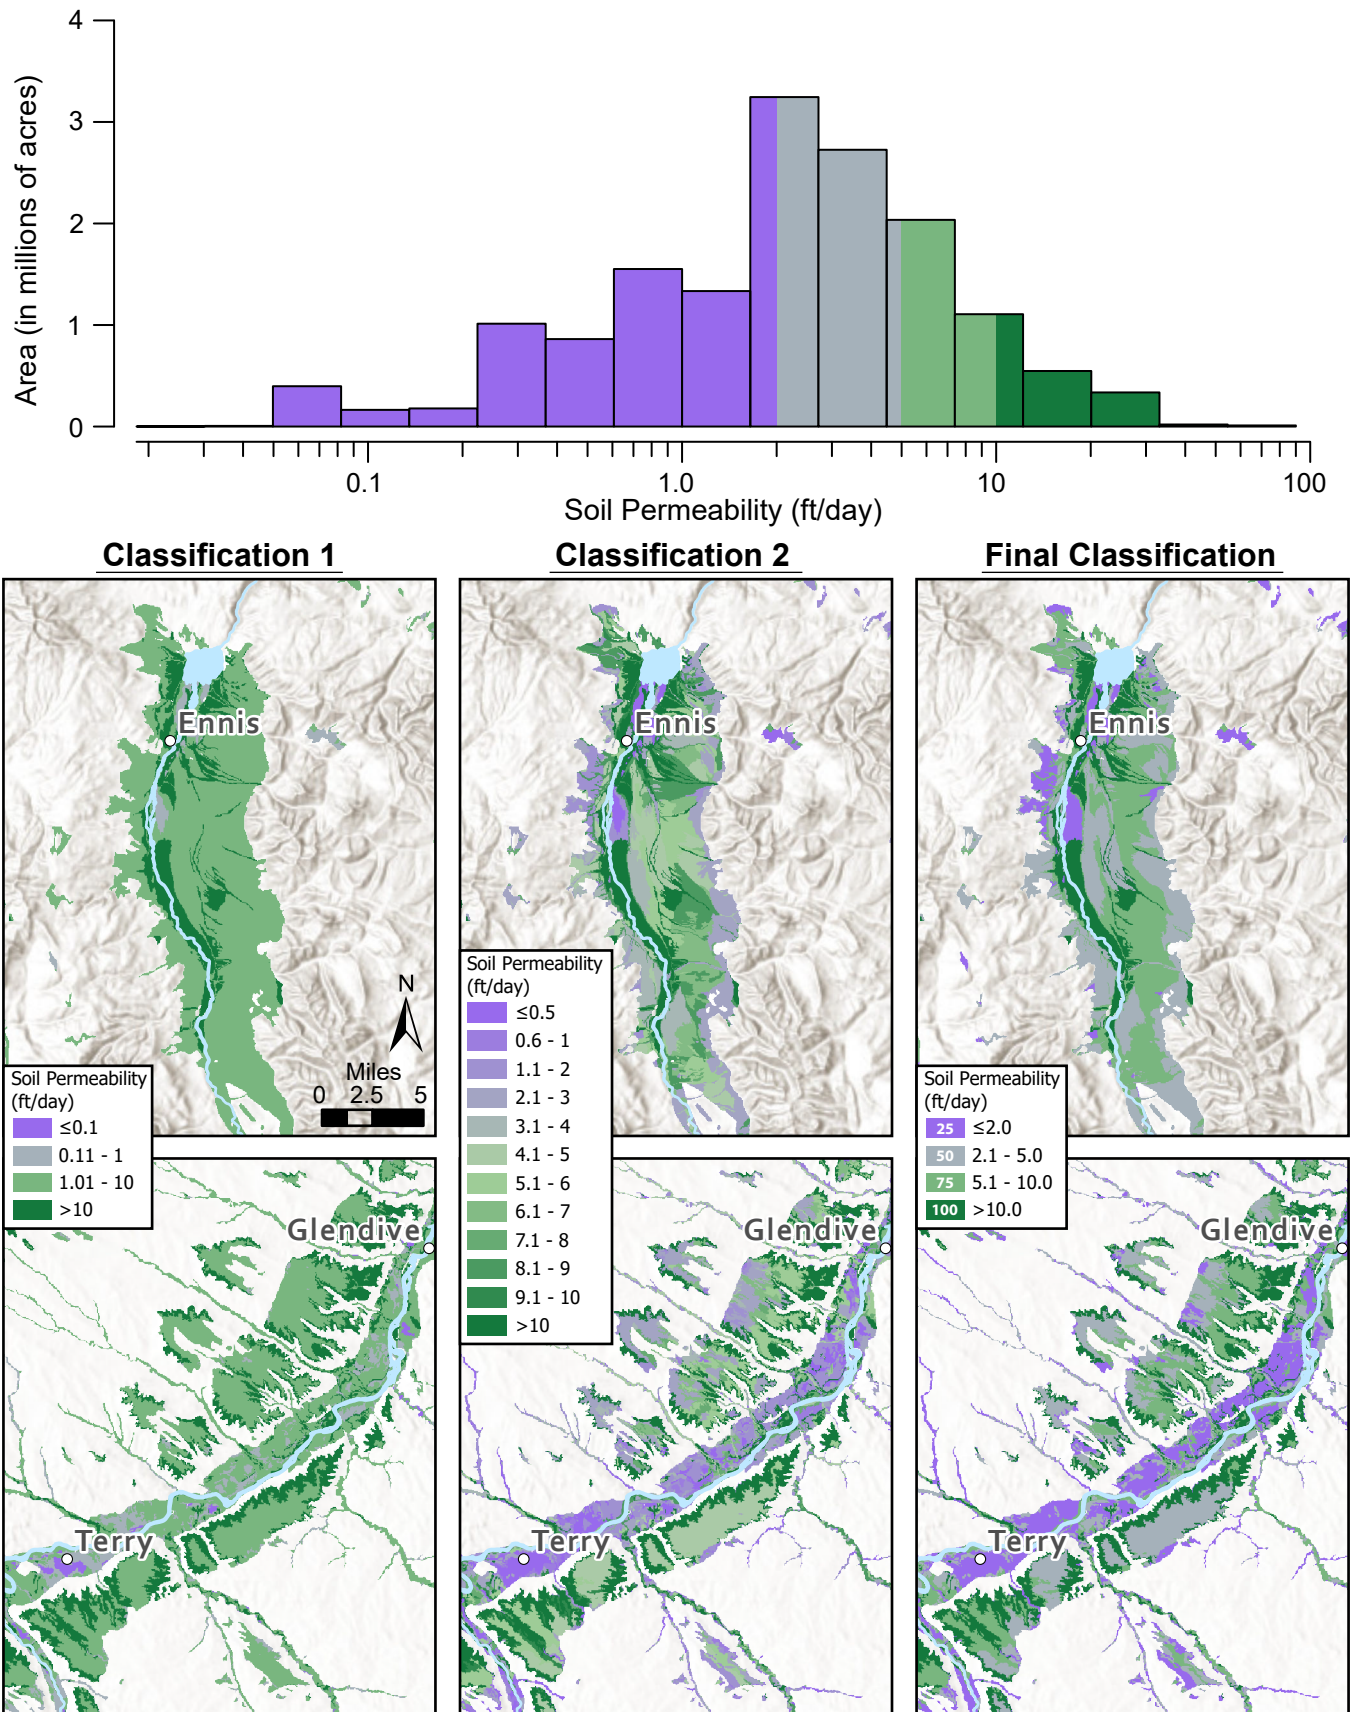 4
3
2
1
0
Area (in millions of acres)
0.1
1.0
10
100
Soil Permeability (ft/day)
Classification 1
Classification 2
Final Classification
Ennis
N
Miles
0 2.5 5
Soil Permeability
(ft/day)
≤0.1
0.11 - 1
1.01 - 10
>10
Glendive
Terry
Ennis
Soil Permeability
(ft/day)
≤0.5
0.6 - 1
1.1 - 2
2.1 - 3
3.1 - 4
4.1 - 5
5.1 - 6
6.1 - 7
7.1 - 8
8.1 - 9
9.1 - 10
>10
Glendive
Terry
Ennis
Soil Permeability
(ft/day)
25 ≤2.0
50 2.1 - 5.0
75 5.1 - 10.0
100 >10.0
Glendive
Terry